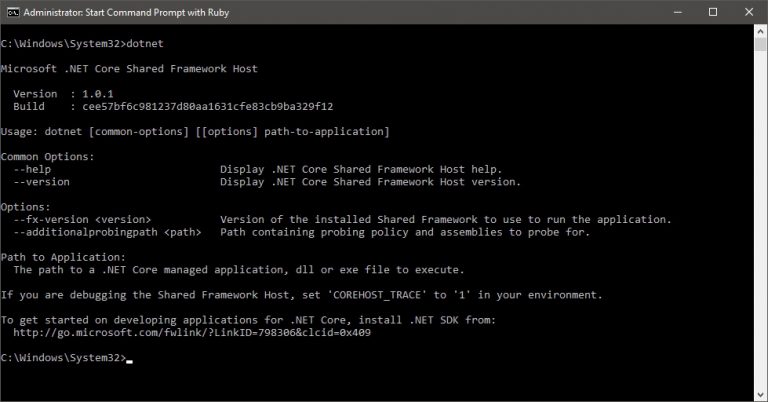 Administrator: Start Command Prompt with Ruby
C:\Windows\System32>dotnet
Microsoft .NET Core Shared Framework Host
Version : 1.0.1
Build : cee57bf6c981237d80aa1631cfe83cb9ba329f12
Usage: dotnet [common-options] [[options] path-to-application]
Common Options:
--help Display .NET Core Shared Framework Host help.
--version Display .NET Core Shared Framework Host version.
Options:
--fx-version <version> Version of the installed Shared Framework to use to run the application.
--additionalprobingpath <path> Path containing probing policy and assemblies to probe for.
Path to Application:
The path to a .NET Core managed application, dll or exe file to execute.
If you are debugging the Shared Framework Host, set 'COREHOST_TRACE' to '1' in your environment.
To get started on developing applications for .NET Core, install .NET SDK from:
http://go.microsoft.com/fwlink/?LinkID=798306&clcid=0x409
C:\Windows\System32>